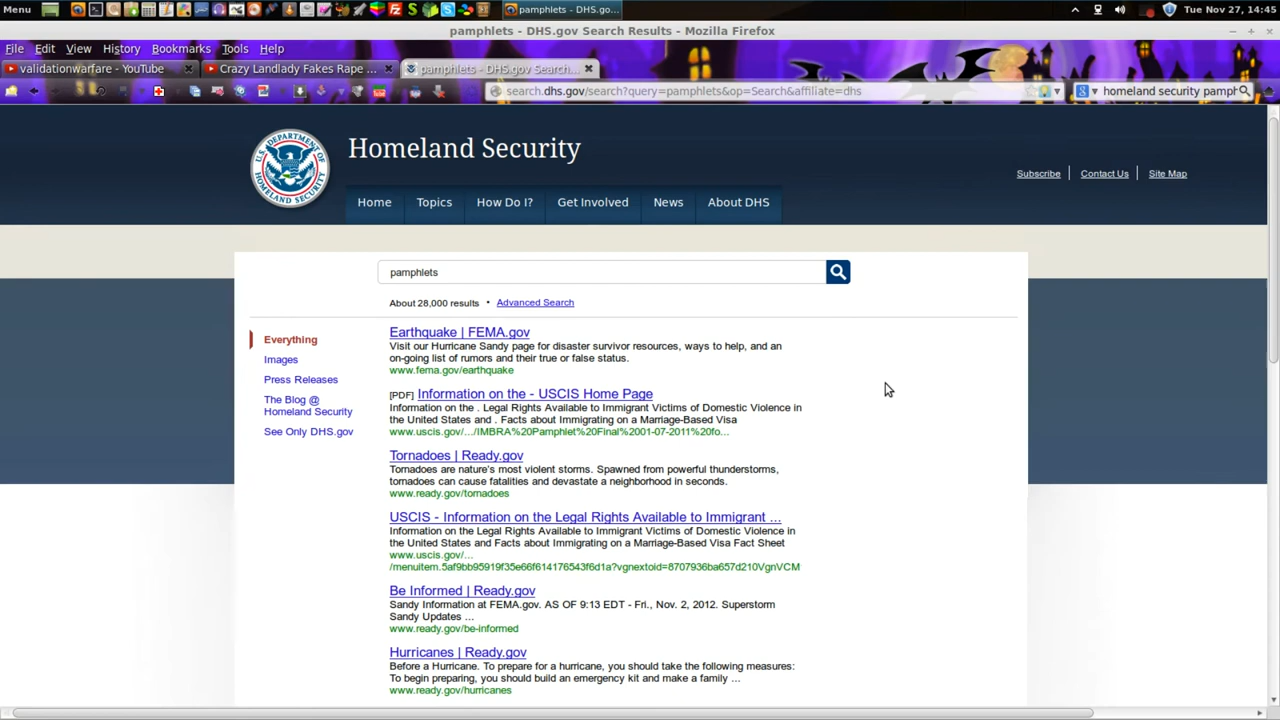 Menu
pamphlets - DHS.go...
Tue Nov 27, 14:45
pamphlets - DHS.gov Search Results - Mozilla Firefox
File Edit View History Bookmarks Tools Help
validationwarfare - YouTube
Crazy Landlady Fakes Rape ...
pamphlets - DHS.gov Search...
search.dhs.gov/search?query=pamphlets&op=Search&affiliate=dhs
homeland security pamph
U.S. DEPARTMENT OF HOMELAND SECURITY
Homeland Security
Subscribe
Contact Us
Site Map
Home
Topics
How Do I?
Get Involved
News
About DHS
pamphlets
About 28,000 results • Advanced Search
Everything
Images
Press Releases
The Blog @
Homeland Security
See Only DHS.gov
Earthquake | FEMA.gov
Visit our Hurricane Sandy page for disaster survivor resources, ways to help, and an
on-going list of rumors and their true or false status.
www.fema.gov/earthquake
[PDF] Information on the - USCIS Home Page
Information on the . Legal Rights Available to Immigrant Victims of Domestic Violence in
the United States and . Facts about Immigrating on a Marriage-Based Visa
www.uscis.gov/.../IMBRA%20Pamphlet%20Final%2001-07-2011%20fo...
Tornadoes | Ready.gov
Tornadoes are nature's most violent storms. Spawned from powerful thunderstorms,
tornadoes can cause fatalities and devastate a neighborhood in seconds.
www.ready.gov/tornadoes
USCIS - Information on the Legal Rights Available to Immigrant ...
Information on the Legal Rights Available to Immigrant Victims of Domestic Violence in
the United States and Facts about Immigrating on a Marriage-Based Visa Fact Sheet
www.uscis.gov/...
/menuitem.5af9bb95919f35e66f614176543f6d1a?vgnextoid=8707936ba657d210VgnVCM
Be Informed | Ready.gov
Sandy Information at FEMA.gov. AS OF 9:13 EDT - Fri., Nov. 2, 2012. Superstorm
Sandy Updates ...
www.ready.gov/be-informed
Hurricanes | Ready.gov
Before a Hurricane. To prepare for a hurricane, you should take the following measures:
To begin preparing, you should build an emergency kit and make a family ...
www.ready.gov/hurricanes